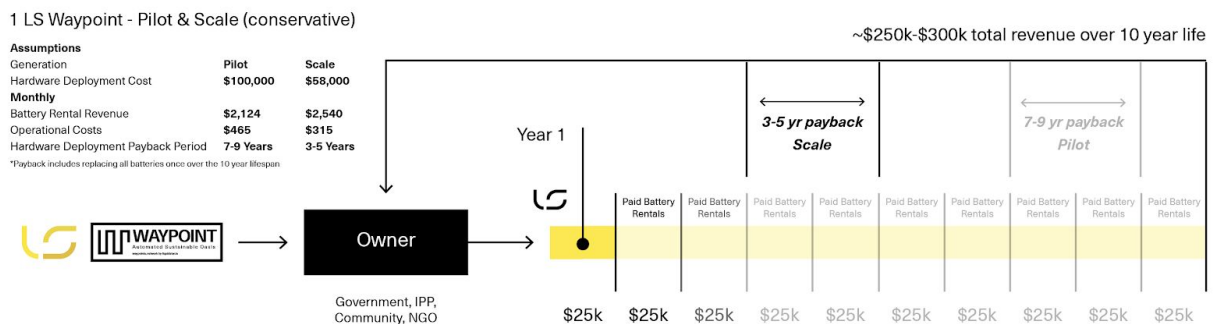 1 LS Waypoint - Pilot & Scale (conservative)
Assumptions
Generation Pilot Scale
Hardware Deployment Cost $100,000 $58,000
Monthly
Battery Rental Revenue $2,124 $2,540
Operational Costs $465 $315
Hardware Deployment Payback Period 7-9 Years 3-5 Years
*Payback includes replacing all batteries once over the 10 year lifespan
~$250k-$300k total revenue over 10 year life
3-5 yr payback
Scale
7-9 yr payback
Pilot
Year 1
LS
Paid Battery Paid Battery Paid Battery Paid Battery Paid Battery Paid Battery Paid Battery Paid Battery Paid Battery
Rentals Rentals Rentals Rentals Rentals Rentals Rentals Rentals Rentals
LS
WAYPOINT
Automated Sustainable Oasis
Owner
Government, IPP,
Community, NGO
$25k $25k $25k $25k $25k $25k $25k $25k $25k $25k